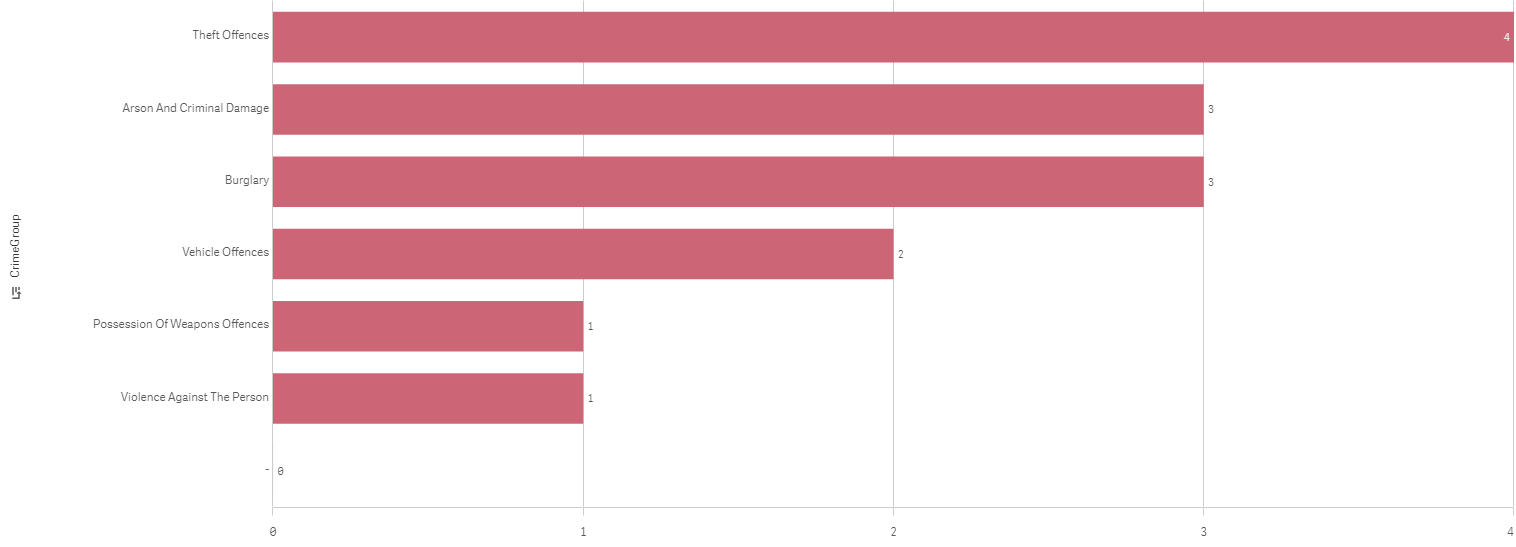 Theft Offences
4
Arson And Criminal Damage
3
Burglary
3
CrimeGroup
Vehicle Offences
2
Possession Of Weapons Offences
1
Violence Against The Person
1
-
0
0 1 2 3 4